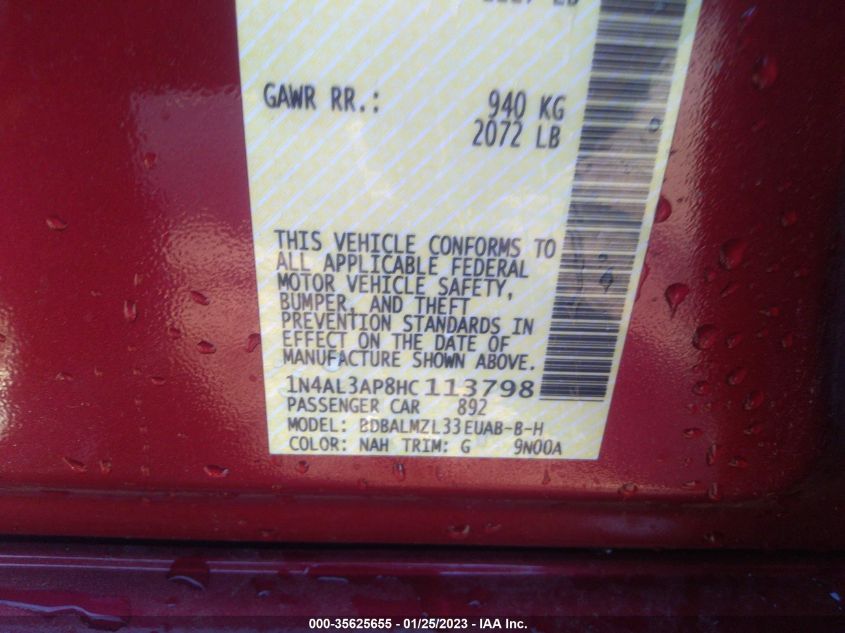 GAWR RR.: 940 KG
2072 LB
THIS VEHICLE CONFORMS TO
ALL APPLICABLE FEDERAL
MOTOR VEHICLE SAFETY,
BUMPER, AND THEFT
PREVENTION STANDARDS IN
EFFECT ON THE DATE OF
MANUFACTURE SHOWN ABOVE.
1N4AL3AP8HC113798
PASSENGER CAR 892
MODEL: BDBALMZL33EUAB-B-H
COLOR: NAH TRIM: G 9N00A
000-35625655 - 01/25/2023 - IAA Inc.